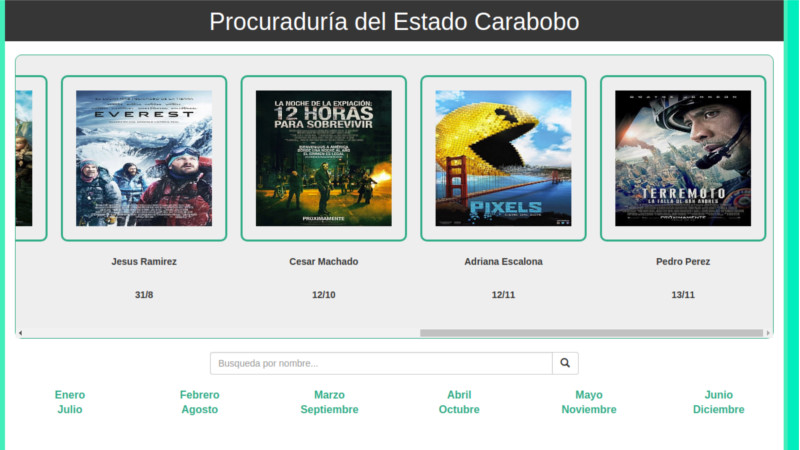 Procuraduría del Estado Carabobo
EVEREST
LA NOCHE DE LA EXPIACIÓN:
12 HORAS
PARA SOBREVIVIR
PROXIMAMENTE
PIXELS
TERREMOTO
LA FALLA DE SAN ANDRES
Jesus Ramirez
Cesar Machado
Adriana Escalona
Pedro Perez
31/8
12/10
12/11
13/11
Busqueda por nombre...
Enero
Febrero
Marzo
Abril
Mayo
Junio
Julio
Agosto
Septiembre
Octubre
Noviembre
Diciembre